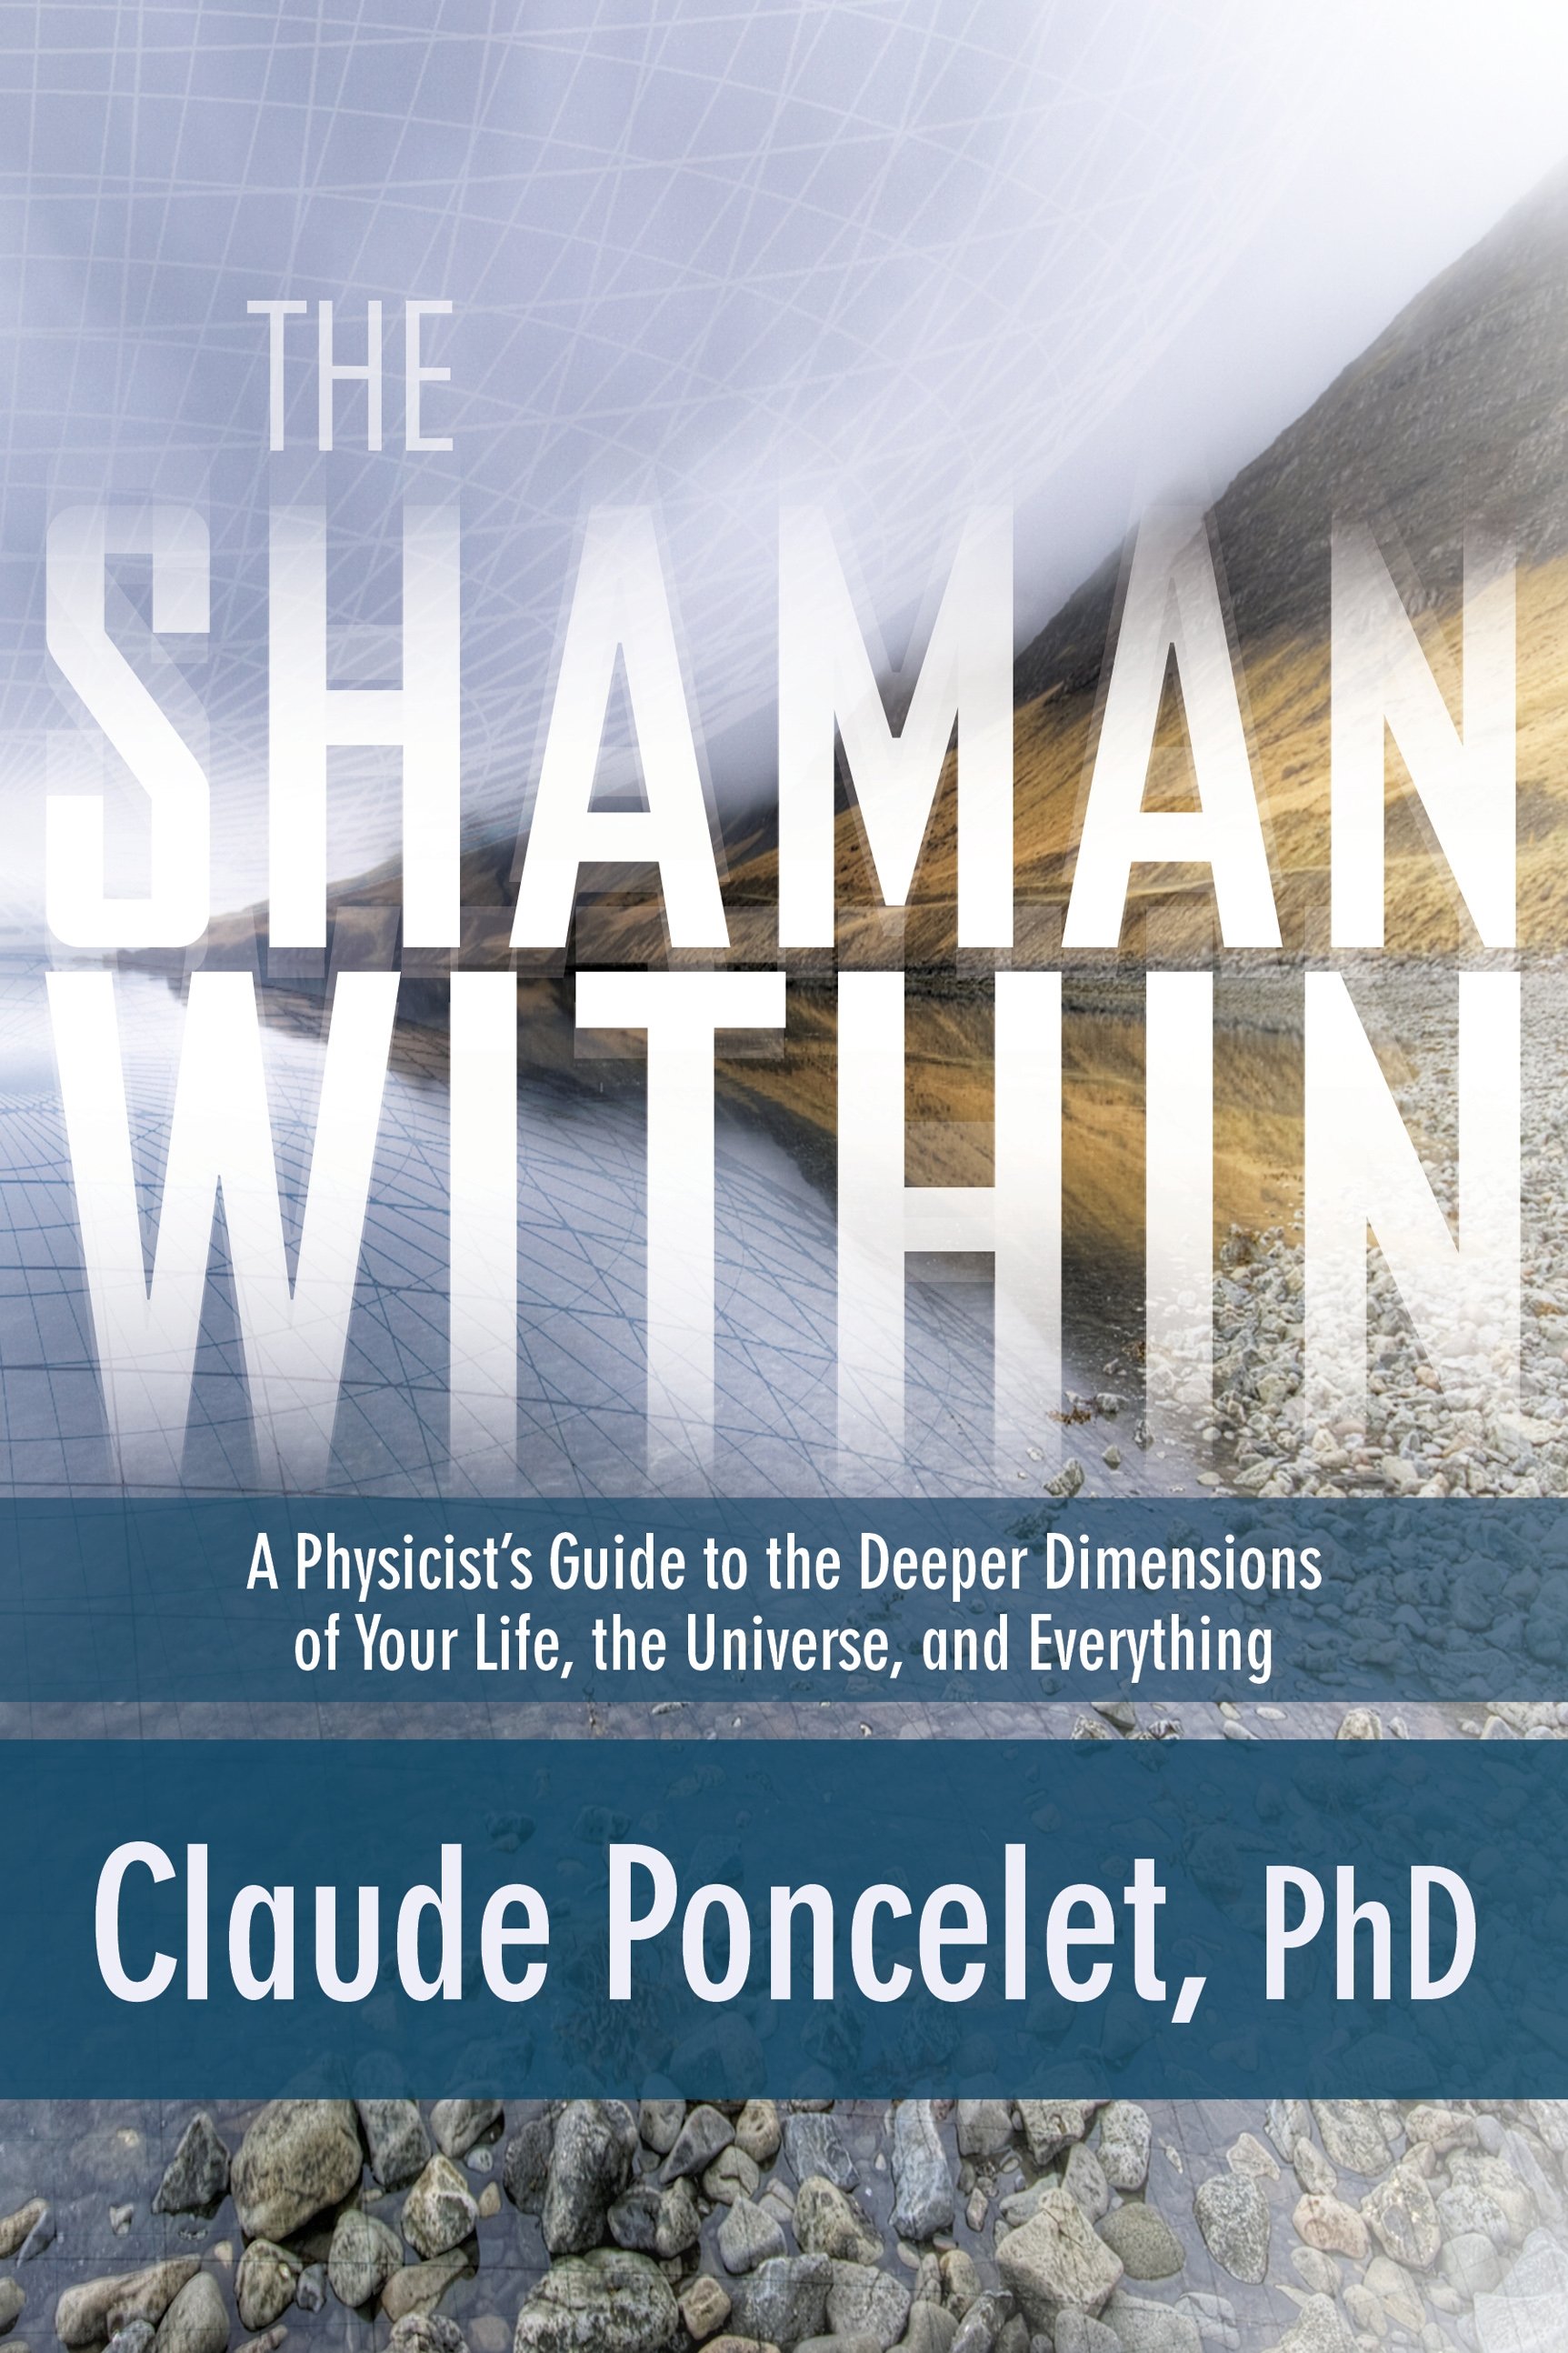 THE
SHAMAN
WITHIN
A Physicist’s Guide to the Deeper Dimensions
of Your Life, the Universe, and Everything
Claude Poncelet, PhD